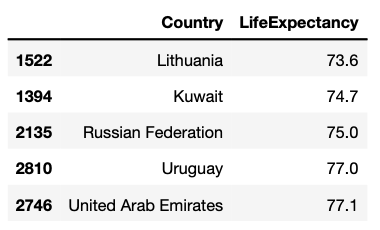 Country LifeExpectancy
1522 Lithuania 73.6
1394 Kuwait 74.7
2135 Russian Federation 75.0
2810 Uruguay 77.0
2746 United Arab Emirates 77.1